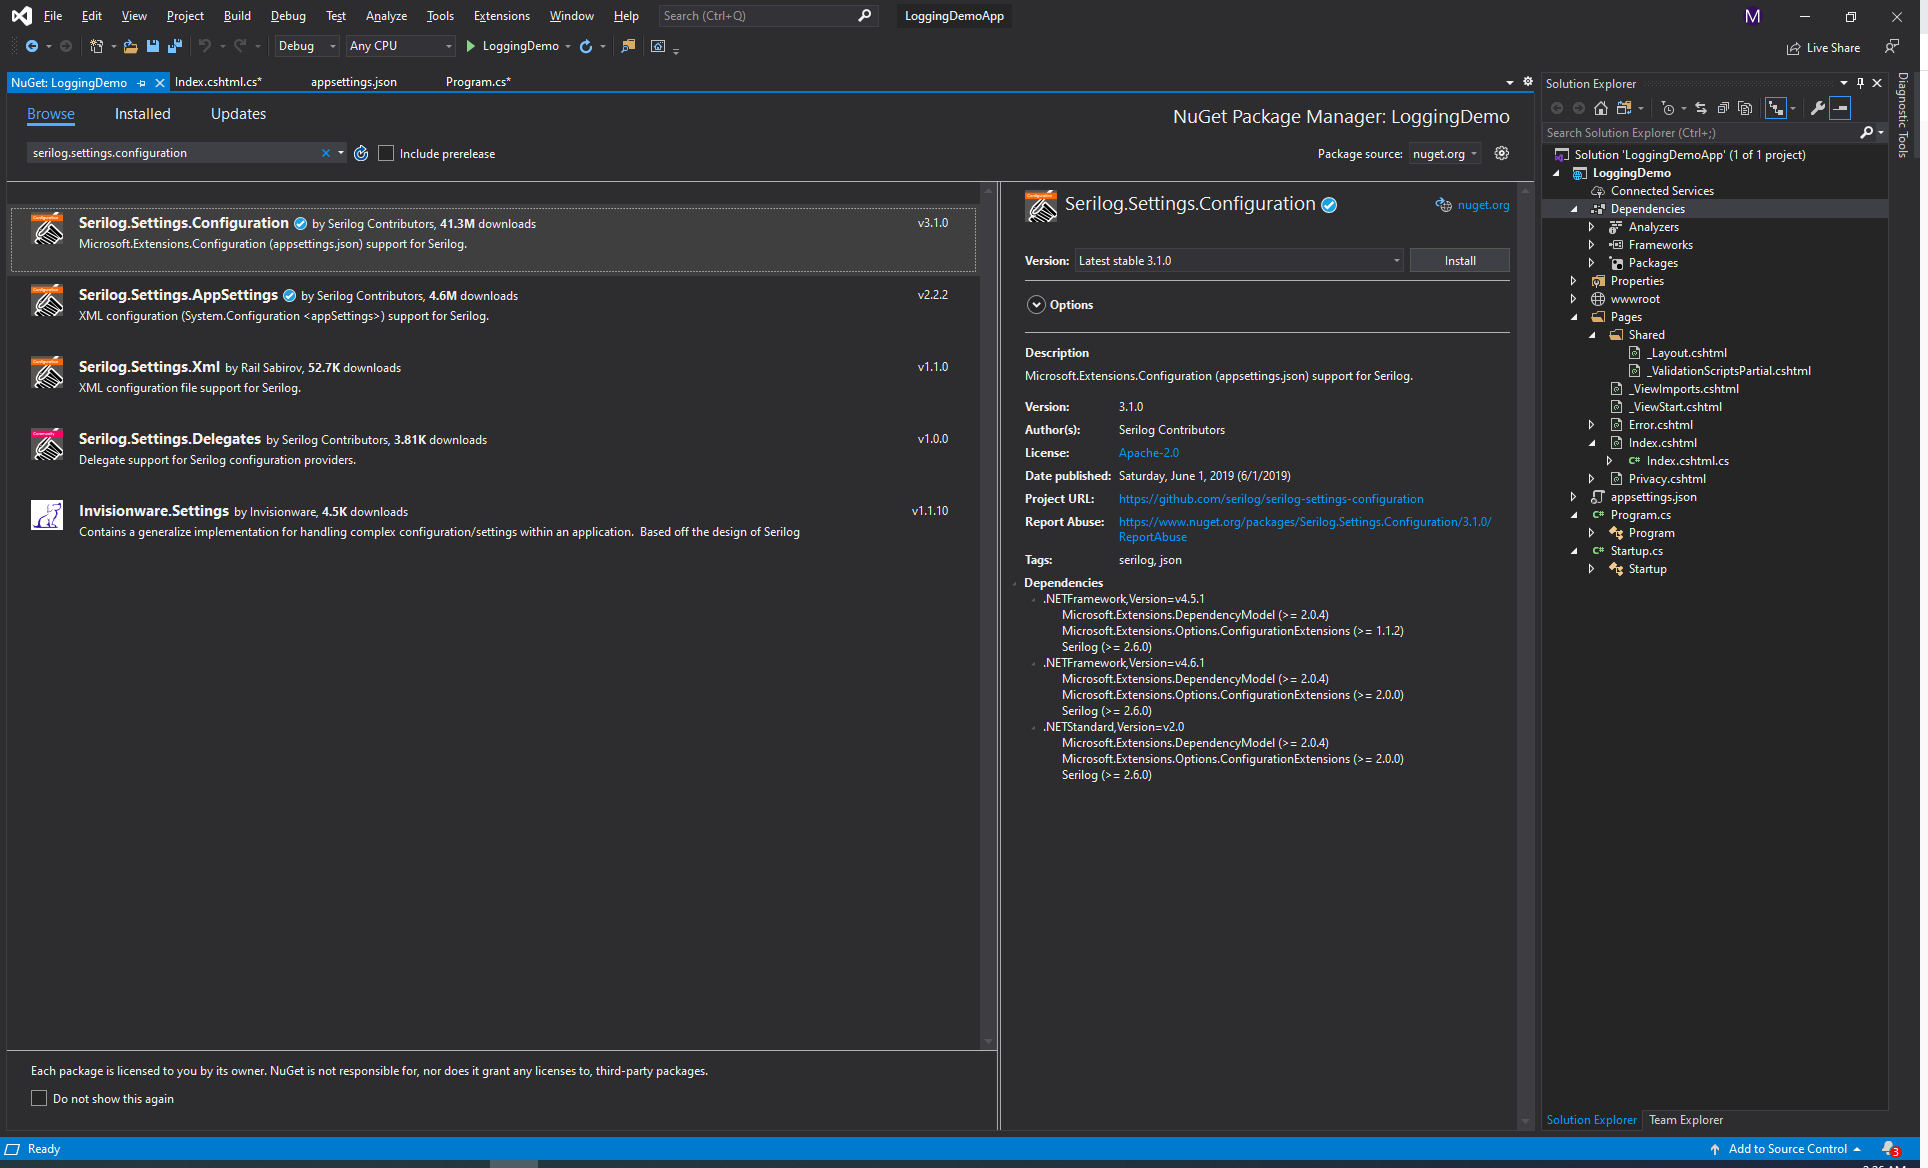 File Edit View Project Build Debug Test Analyze Tools Extensions Window Help Search (Ctrl+Q) LoggingDemoApp M
Debug Any CPU LoggingDemo Live Share
NuGet: LoggingDemo Index.cshtml.cs* appsettings.json Program.cs*
Browse Installed Updates
NuGet Package Manager: LoggingDemo
serilog.settings.configuration
Include prerelease
Package source: nuget.org
Serilog.Settings.Configuration by Serilog Contributors, 41.3M downloads v3.1.0
Microsoft.Extensions.Configuration (appsettings.json) support for Serilog.
Serilog.Settings.AppSettings by Serilog Contributors, 4.6M downloads v2.2.2
XML configuration (System.Configuration <appSettings>) support for Serilog.
Serilog.Settings.Xml by Rail Sabirov, 52.7K downloads v1.1.0
XML configuration file support for Serilog.
Serilog.Settings.Delegates by Serilog Contributors, 3.81K downloads v1.0.0
Delegate support for Serilog configuration providers.
Invisionware.Settings by Invisionware, 4.5K downloads v1.1.10
Contains a generalize implementation for handling complex configuration/settings within an application. Based off the design of Serilog
Each package is licensed to you by its owner. NuGet is not responsible for, nor does it grant any licenses to, third-party packages.
Do not show this again
Serilog.Settings.Configuration nuget.org
Version: Latest stable 3.1.0 Install
Options
Description
Microsoft.Extensions.Configuration (appsettings.json) support for Serilog.
Version: 3.1.0
Author(s): Serilog Contributors
License: Apache-2.0
Date published: Saturday, June 1, 2019 (6/1/2019)
Project URL: https://github.com/serilog/serilog-settings-configuration
Report Abuse: https://www.nuget.org/packages/Serilog.Settings.Configuration/3.1.0/
ReportAbuse
Tags: serilog, json
Dependencies
.NETFramework,Version=v4.5.1
Microsoft.Extensions.DependencyModel (>= 2.0.4)
Microsoft.Extensions.Options.ConfigurationExtensions (>= 1.1.2)
Serilog (>= 2.6.0)
.NETFramework,Version=v4.6.1
Microsoft.Extensions.DependencyModel (>= 2.0.4)
Microsoft.Extensions.Options.ConfigurationExtensions (>= 2.0.0)
Serilog (>= 2.6.0)
.NETStandard,Version=v2.0
Microsoft.Extensions.DependencyModel (>= 2.0.4)
Microsoft.Extensions.Options.ConfigurationExtensions (>= 2.0.0)
Serilog (>= 2.6.0)
Solution Explorer
Search Solution Explorer (Ctrl+;)
Solution 'LoggingDemoApp' (1 of 1 project)
LoggingDemo
Connected Services
Dependencies
Analyzers
Frameworks
Packages
Properties
wwwroot
Pages
Shared
_Layout.cshtml
_ValidationScriptsPartial.cshtml
_ViewImports.cshtml
_ViewStart.cshtml
Error.cshtml
Index.cshtml
C# Index.cshtml.cs
Privacy.cshtml
appsettings.json
C# Program.cs
Program
C# Startup.cs
Startup
Solution Explorer Team Explorer
Diagnostic Tools
Ready Add to Source Control 3